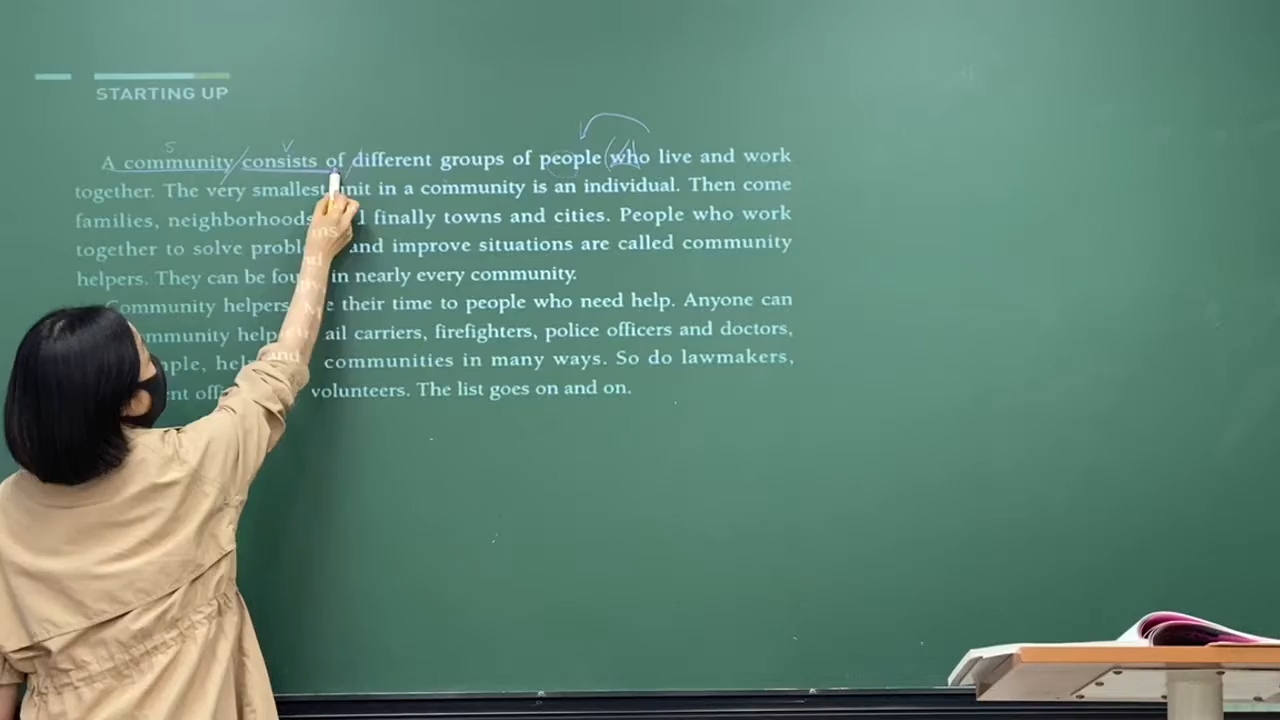 STARTING UP
S V
A community consists of different groups of people who live and work
together. The very smallest unit in a community is an individual. Then come
families, neighborhoods finally towns and cities. People who work
together to solve and improve situations are called community
helpers. They can be in nearly every community.
Community helpers their time to people who need help. Anyone can
carriers, firefighters, police officers and doctors,
communities in many ways. So do lawmakers,
volunteers. The list goes on and on.